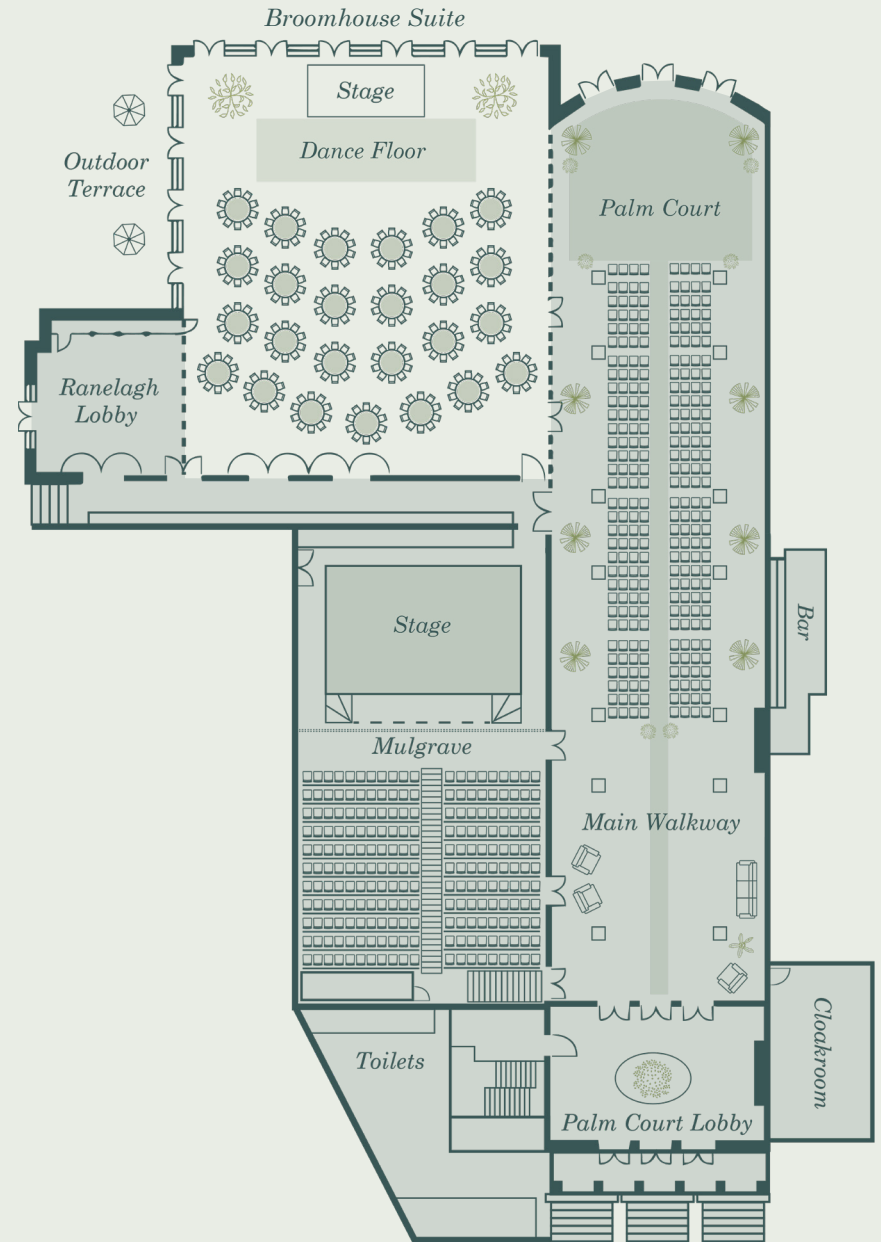 Broomhouse Suite
Stage
Dance Floor
Outdoor
Terrace
Palm Court
Ranelagh
Lobby
Stage
Bar
Mulgrave
Main Walkway
Cloakroom
Toilets
Palm Court Lobby